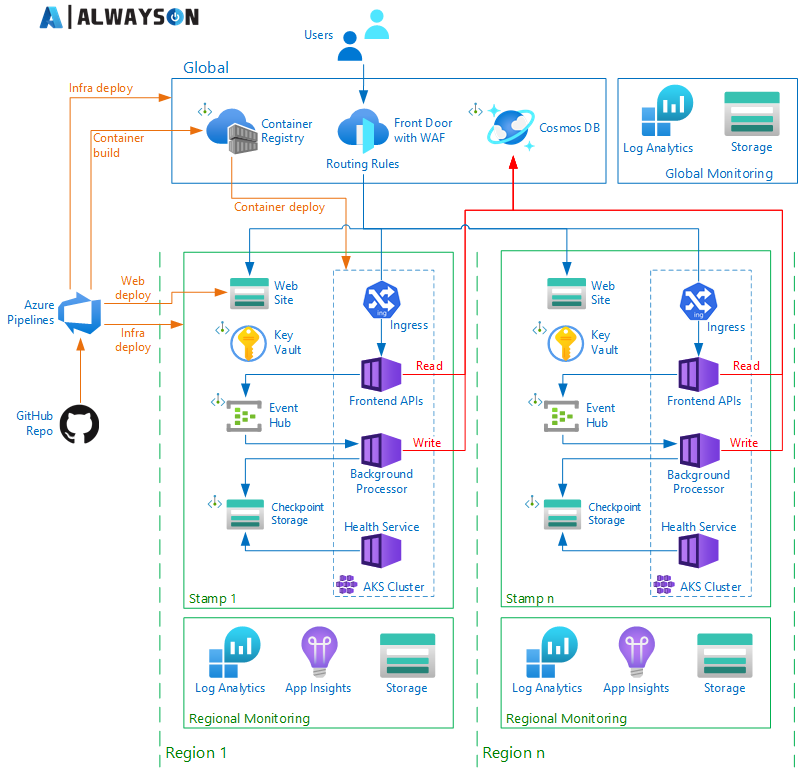 ALWAYSON
Users
Global
Infra deploy
Container
build
Container
Registry
Front Door
with WAF
Routing Rules
Cosmos DB
Log Analytics
Storage
Global Monitoring
Container deploy
Azure
Pipelines
Web
deploy
Infra
deploy
GitHub
Repo
Web
Site
Key
Vault
ing
Ingress
Read
Frontend APIs
Event
Hub
Write
Background
Processor
Checkpoint
Storage
Health Service
AKS Cluster
Stamp 1
Web
Site
Key
Vault
ing
Ingress
Read
Frontend APIs
Event
Hub
Write
Background
Processor
Checkpoint
Storage
Health Service
AKS Cluster
Stamp n
Log Analytics
App Insights
Storage
Regional Monitoring
Log Analytics
App Insights
Storage
Regional Monitoring
Region 1
Region n